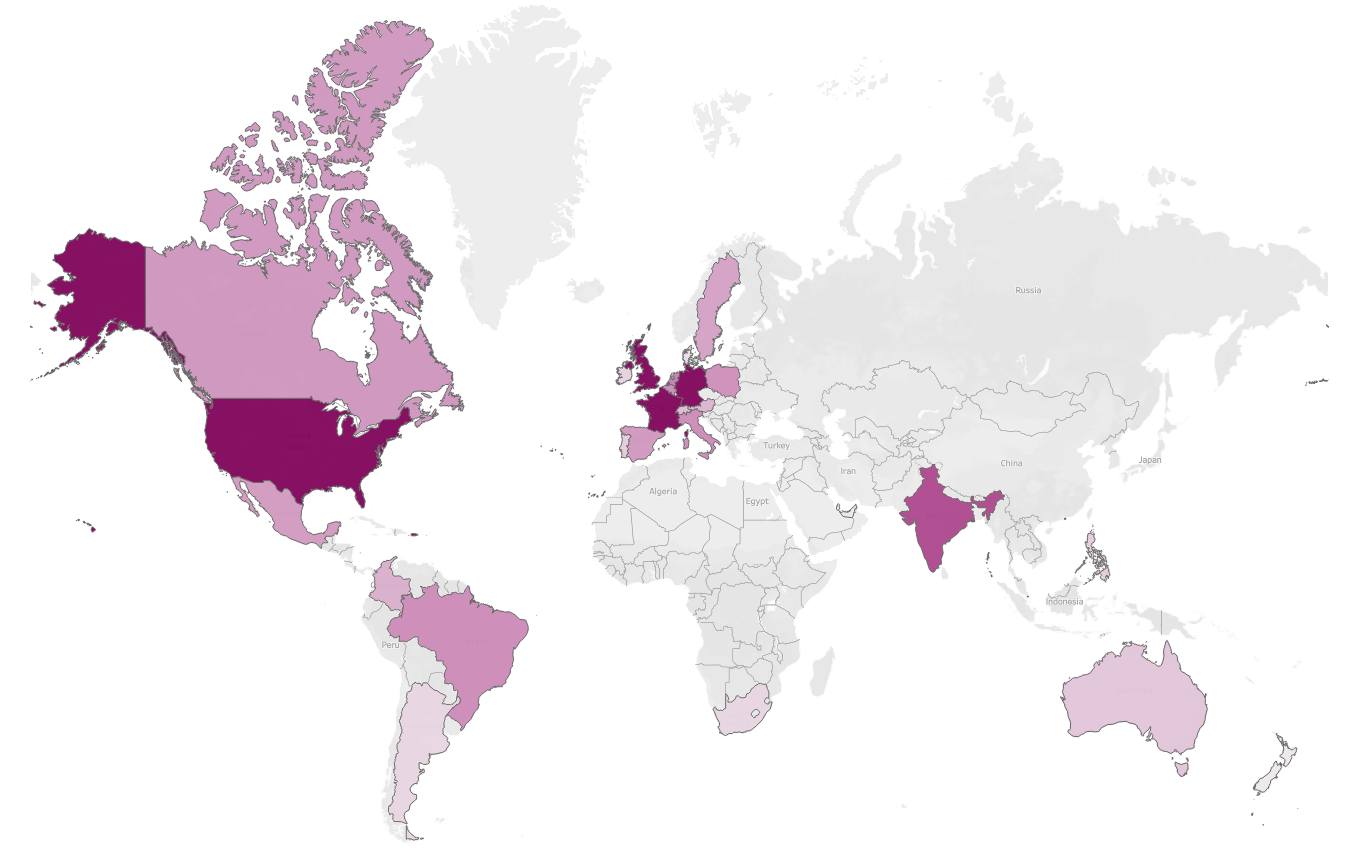 Russia
Turkey
Iran
China
Japan
Algeria
Egypt
Indonesia
Peru